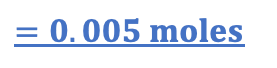 = 0.005 moles